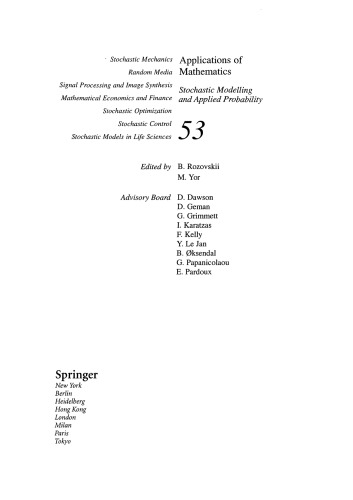 Stochastic Mechanics
Random Media
Signal Processing and Image Synthesis
Mathematical Economics and Finance
Stochastic Optimization
Stochastic Control
Stochastic Models in Life Sciences
Applications of
Mathematics
Stochastic Modelling
and Applied Probability
53
Edited by B. Rozovskii
M. Yor
Advisory Board D. Dawson
D. Geman
G. Grimmett
I. Karatzas
F. Kelly
Y. Le Jan
B. Øksendal
G. Papanicolaou
E. Pardoux
Springer
New York
Berlin
Heidelberg
Hong Kong
London
Milan
Paris
Tokyo